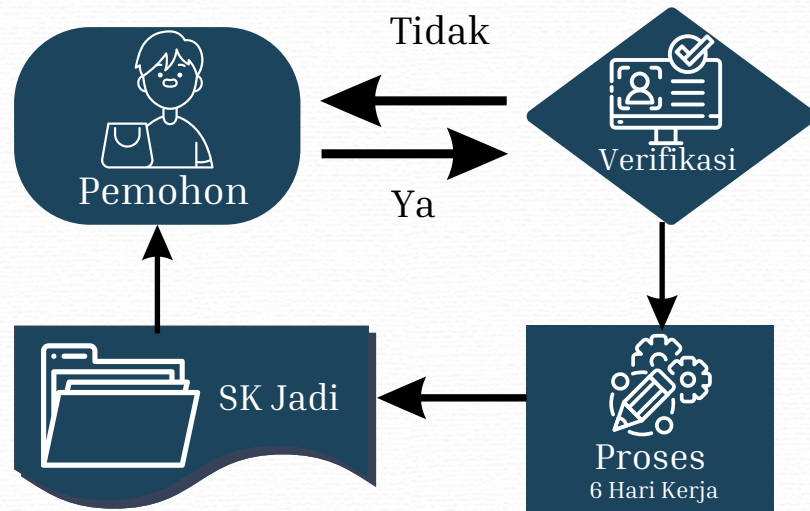 Tidak
Pemohon
Ya
Verifikasi
SK Jadi
Proses
6 Hari Kerja